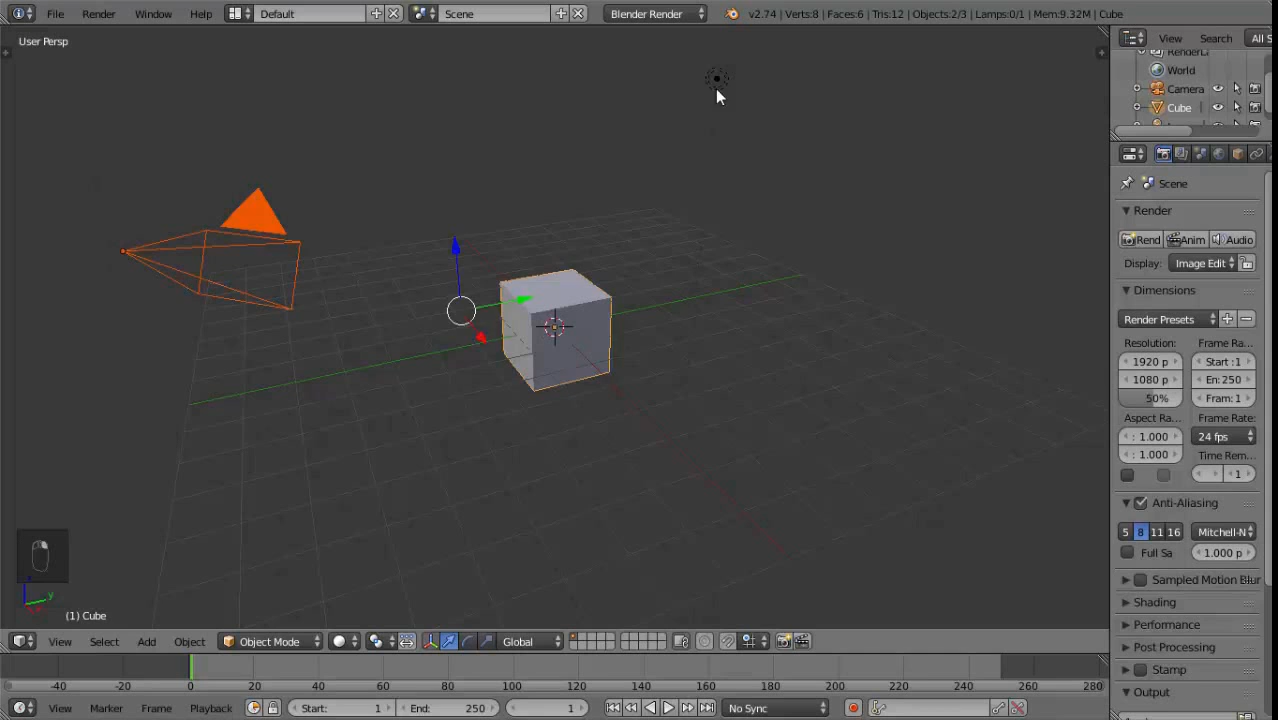 File Render Window Help Default Scene Blender Render v2.74 | Verts:8 | Faces:6 | Tris:12 | Objects:2/3 | Lamps:0/1 | Mem:9.32M | Cube
User Persp
View Search All S
World
Camera
Cube
Scene
Render
Rend Anim Audio
Display: Image Edit
Dimensions
Render Presets
Resolution: Frame Ra...
1920 p Start :1
1080 p En: 250
50% Fram: 1
Aspect Ra... Frame Rate:
: 1.000 24 fps
: 1.000 Time Rem...
1
Anti-Aliasing
5 8 11 16 Mitchell-N
Full Sa 1.000 p
Sampled Motion Blur
Shading
Performance
Post Processing
Stamp
Output
y
(1) Cube
View Select Add Object Object Mode Global
-40 -20 0 20 40 60 80 100 120 140 160 180 200 220 240 260 280
View Marker Frame Playback Start: 1 End: 250 1 No Sync